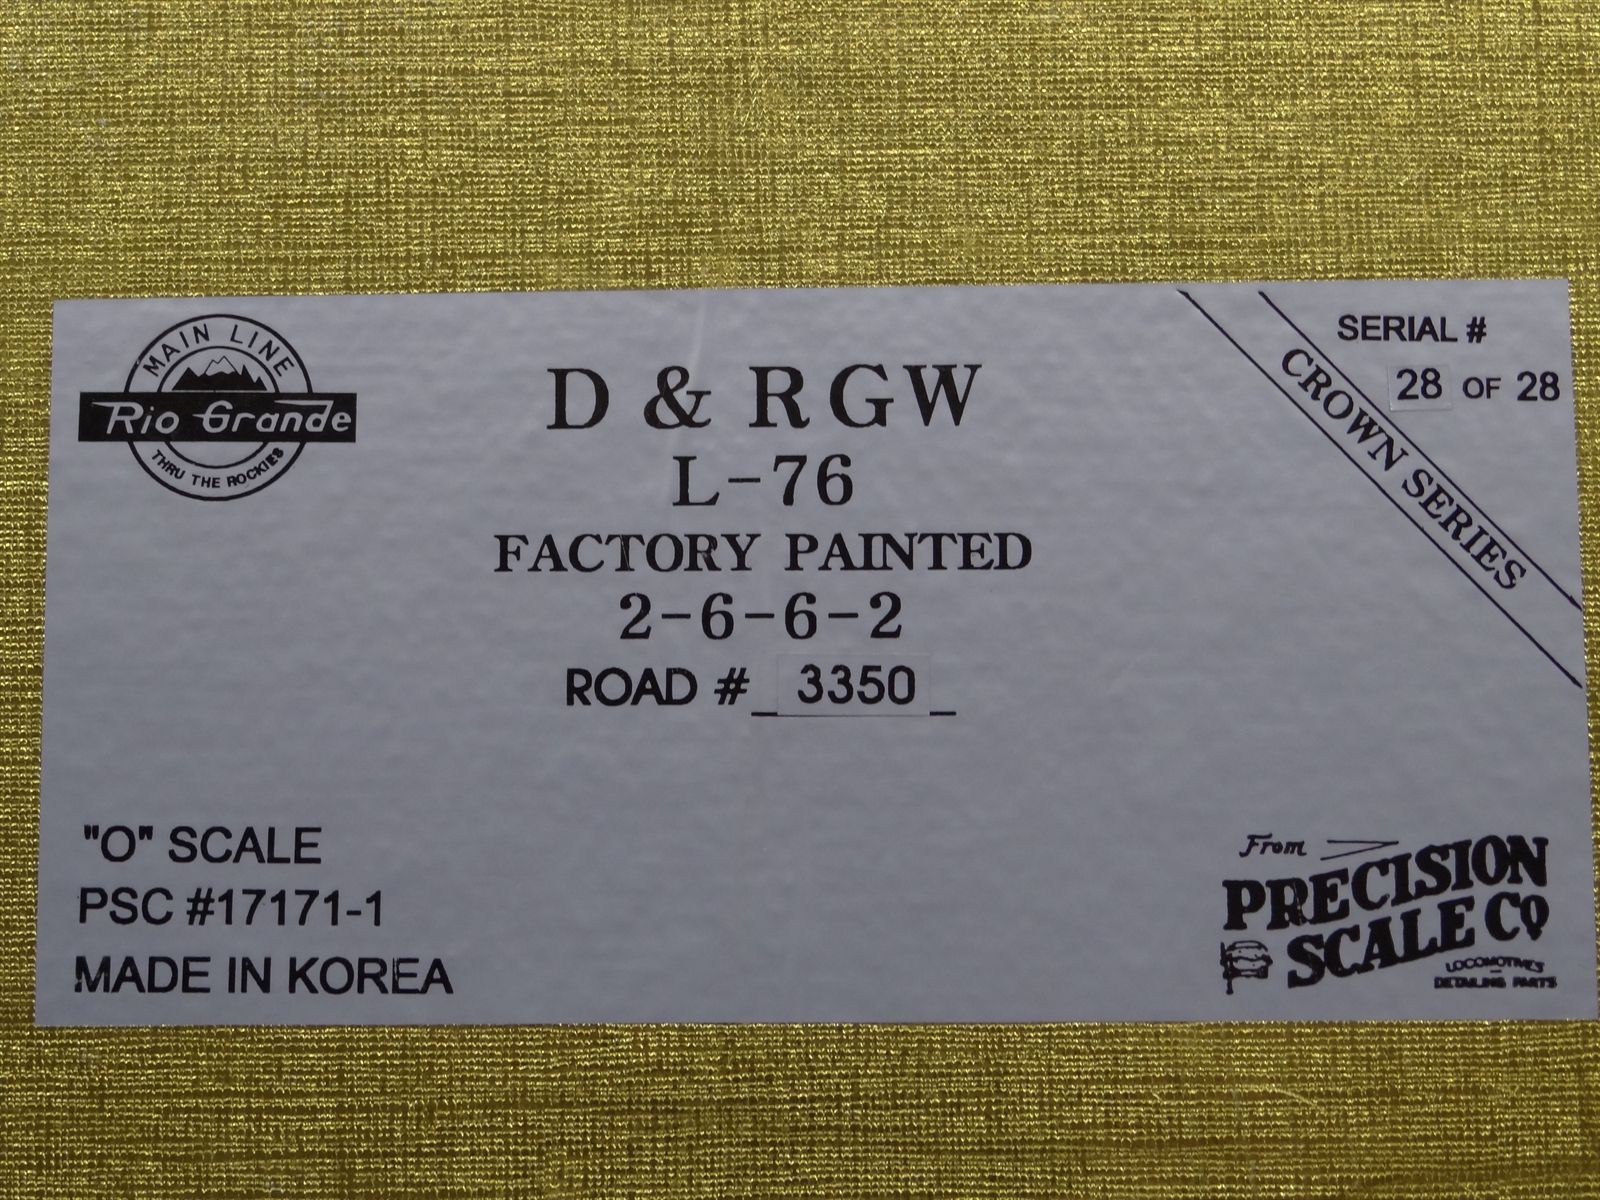 MAIN LINE
Rio Grande
THRU THE ROCKIES
D & RGW
L-76
FACTORY PAINTED
2-6-6-2
ROAD # 3350
SERIAL #
28 OF 28
CROWN SERIES
"O" SCALE
PSC #17171-1
MADE IN KOREA
From
PRECISION
SCALE CO
LOCOMOTIVES
DETAILING PARTS